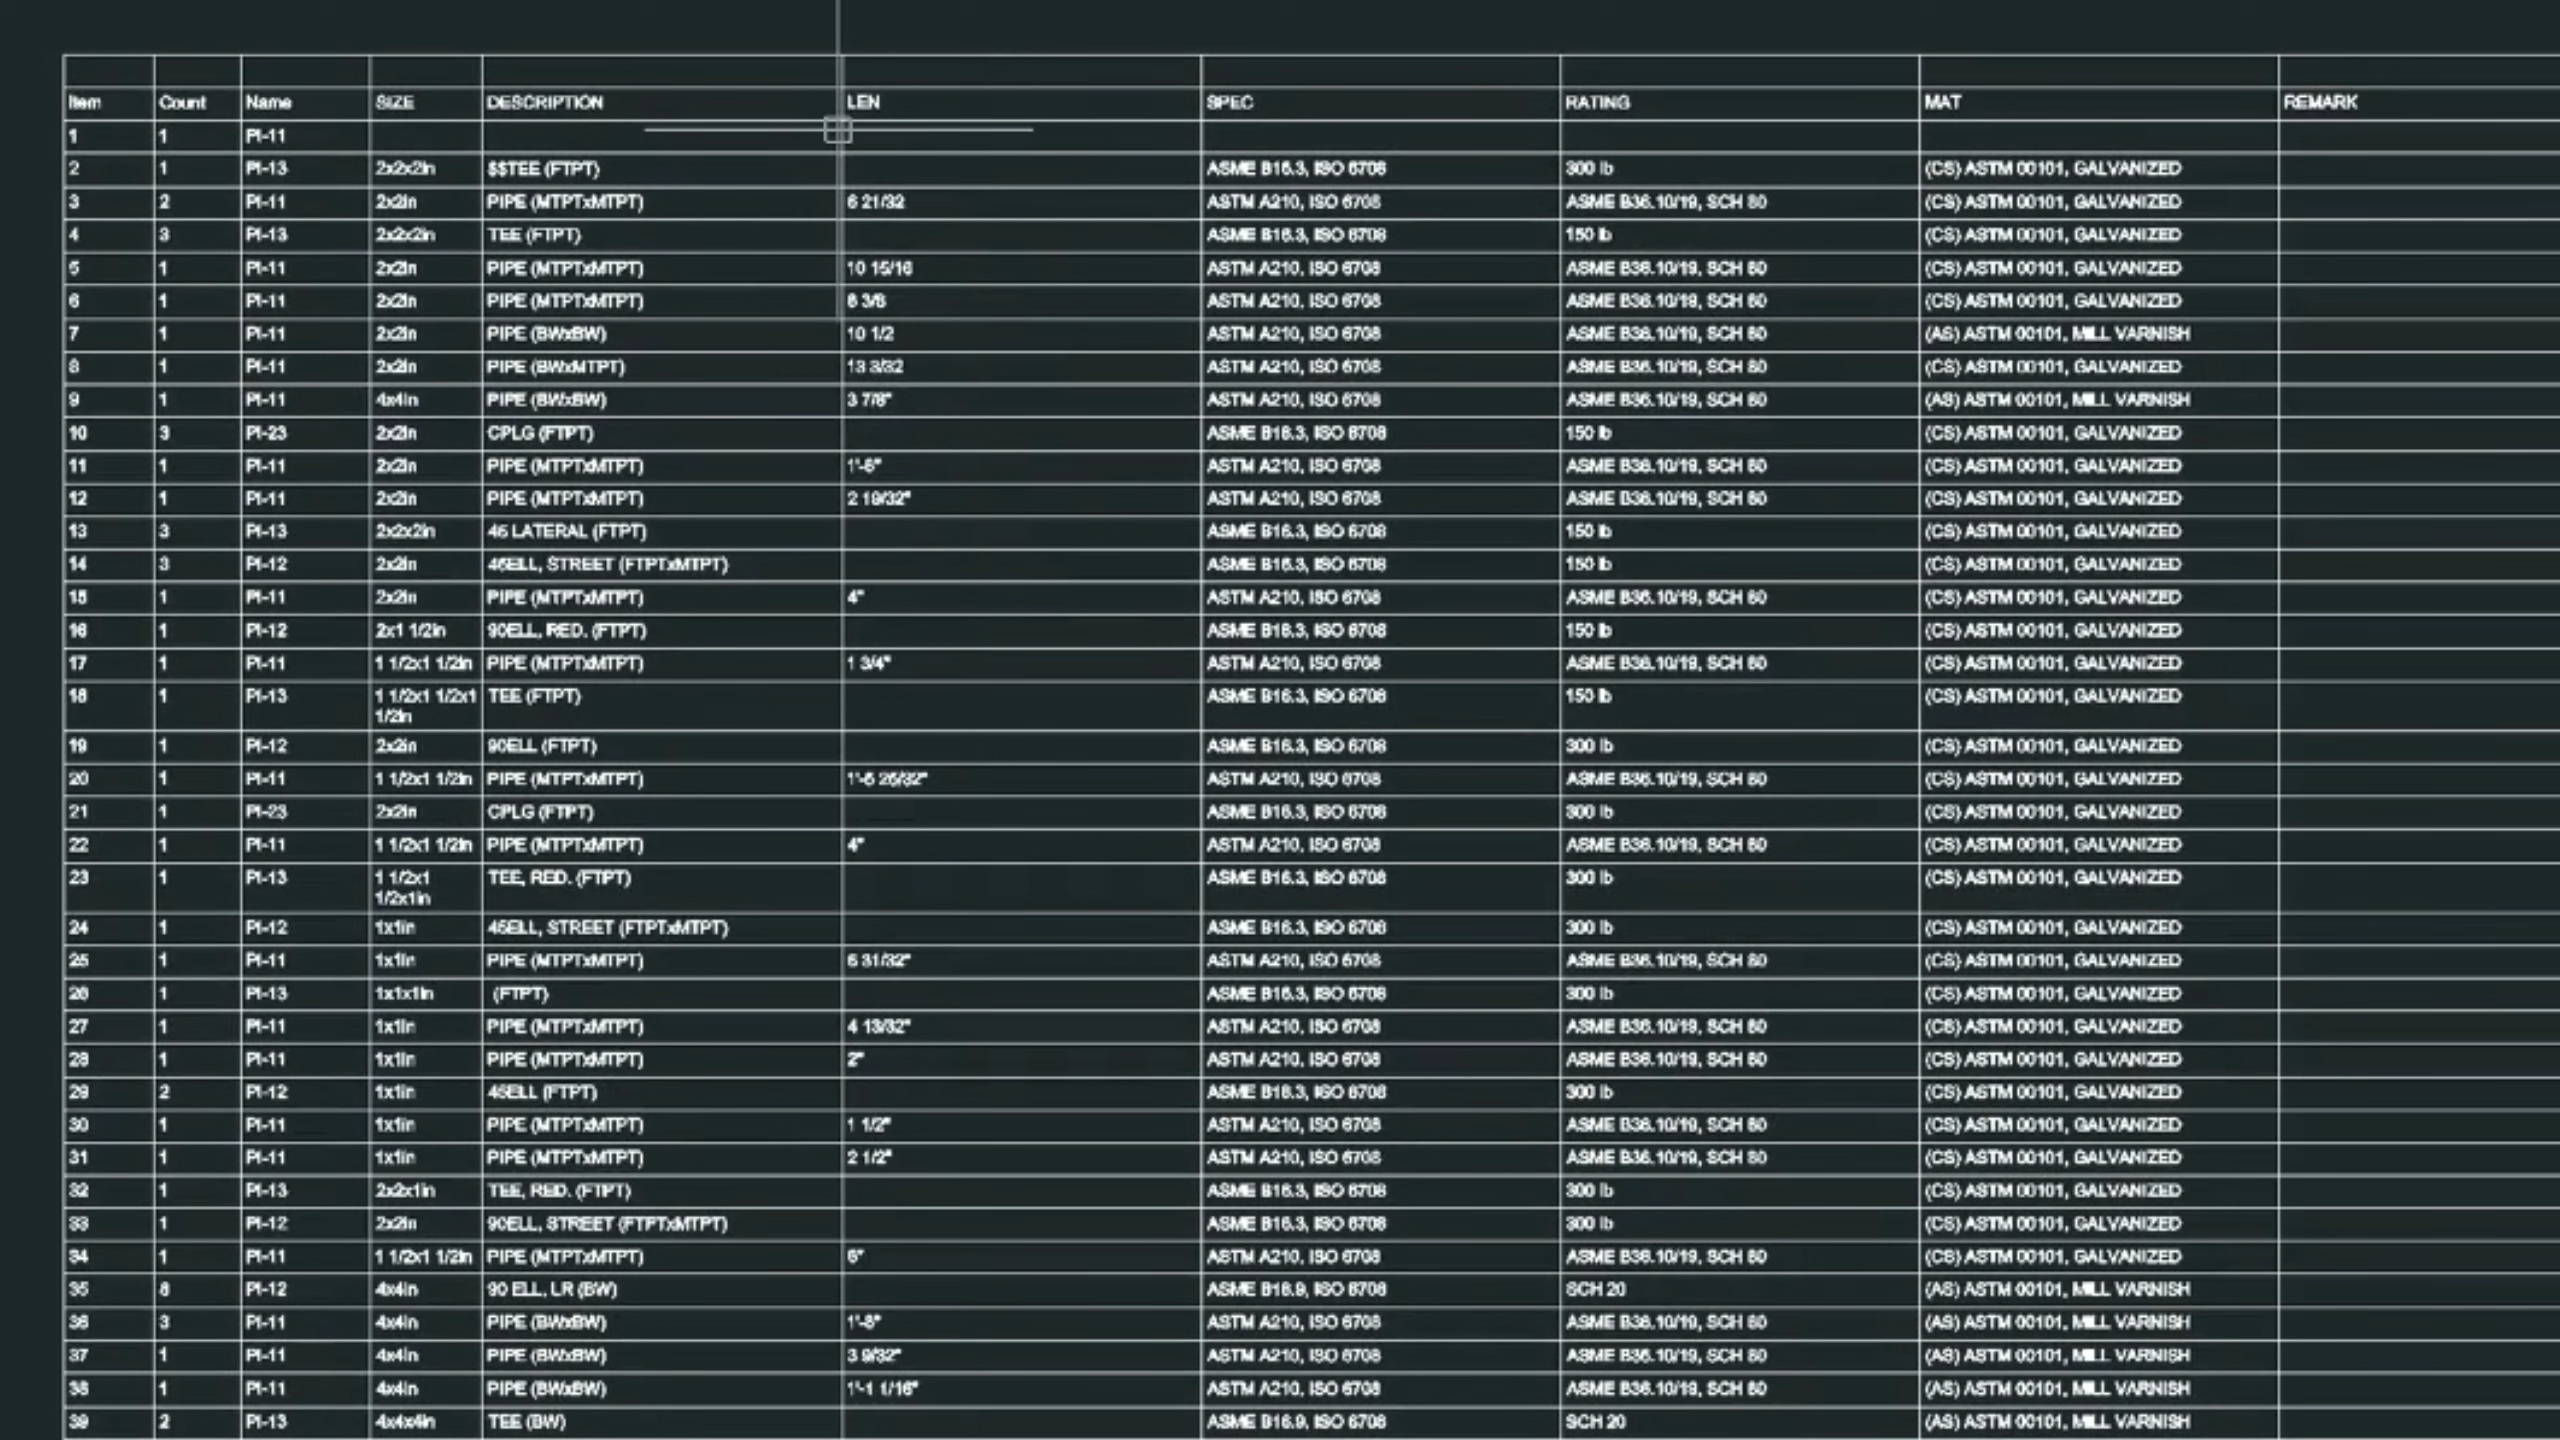 Item Count Name SIZE DESCRIPTION LEN SPEC RATING MAT REMARK
1 1 PI-11
2 1 PI-13 2x2x2in $$TEE (FTPT) ASME B16.3, ISO 6708 300 lb (CS) ASTM 00101, GALVANIZED
3 2 PI-11 2x2in PIPE (MTPTxMTPT) 6 21/32 ASTM A210, ISO 6708 ASME B36.10/19, SCH 80 (CS) ASTM 00101, GALVANIZED
4 3 PI-13 2x2x2in TEE (FTPT) ASME B16.3, ISO 6708 150 lb (CS) ASTM 00101, GALVANIZED
5 1 PI-11 2x2in PIPE (MTPTxMTPT) 10 15/16 ASTM A210, ISO 6708 ASME B36.10/19, SCH 80 (CS) ASTM 00101, GALVANIZED
6 1 PI-11 2x2in PIPE (MTPTxMTPT) 3/8 ASTM A210, ISO 6708 ASME B36.10/19, SCH 80 (CS) ASTM 00101, GALVANIZED
7 1 PI-11 2x2in PIPE (BWxBW) 10 1/2 ASTM A210, ISO 6708 ASME B36.10/19, SCH 80 (AS) ASTM 00101, MILL VARNISH
8 1 PI-11 2x2in PIPE (BWxMTPT) 13 3/32 ASTM A210, ISO 6708 ASME B36.10/19, SCH 80 (CS) ASTM 00101, GALVANIZED
9 1 PI-11 4x4in PIPE (BWxBW) 3 7/8" ASTM A210, ISO 6708 ASME B36.10/19, SCH 80 (AS) ASTM 00101, MILL VARNISH
10 3 PI-23 2x2in CPLG (FTPT) ASME B16.3, ISO 6708 150 lb (CS) ASTM 00101, GALVANIZED
11 1 PI-11 2x2in PIPE (MTPTxMTPT) ASTM A210, ISO 6708 ASME B36.10/19, SCH 80 (CS) ASTM 00101, GALVANIZED
12 1 PI-11 2x2in PIPE (MTPTxMTPT) 2 19/32" ASTM A210, ISO 6708 ASME B36.10/19, SCH 80 (CS) ASTM 00101, GALVANIZED
13 3 PI-13 2x2x2in 45 LATERAL (FTPT) ASME B16.3, ISO 6708 150 lb (CS) ASTM 00101, GALVANIZED
14 3 PI-12 2x2in 45ELL, STREET (FTPTxMTPT) ASME B16.3, ISO 6708 150 lb (CS) ASTM 00101, GALVANIZED
15 1 PI-11 2x2in PIPE (MTPTxMTPT) 4" ASTM A210, ISO 6708 ASME B36.10/19, SCH 80 (CS) ASTM 00101, GALVANIZED
16 1 PI-12 2x1 1/2in 90ELL, RED. (FTPT) ASME B16.3, ISO 6708 150 lb (CS) ASTM 00101, GALVANIZED
17 1 PI-11 1 1/2x1 1/2in PIPE (MTPTxMTPT) 1 3/4" ASTM A210, ISO 6708 ASME B36.10/19, SCH 80 (CS) ASTM 00101, GALVANIZED
18 1 PI-13 1 1/2x1 1/2x1 TEE (FTPT) ASME B16.3, ISO 6708 150 lb (CS) ASTM 00101, GALVANIZED
1/2in
19 1 PI-12 2x2in 90ELL (FTPT) ASME B16.3, ISO 6708 300 lb (CS) ASTM 00101, GALVANIZED
20 1 PI-11 1 1/2x1 1/2in PIPE (MTPTxMTPT) ASTM A210, ISO 6708 ASME B36.10/19, SCH 80 (CS) ASTM 00101, GALVANIZED
21 1 PI-23 2x2in CPLG (FTPT) ASME B16.3, ISO 6708 300 lb (CS) ASTM 00101, GALVANIZED
22 1 PI-11 1 1/2x1 1/2in PIPE (MTPTxMTPT) 4" ASTM A210, ISO 6708 ASME B36.10/19, SCH 80 (CS) ASTM 00101, GALVANIZED
23 1 PI-13 1 1/2x1 TEE, RED. (FTPT) ASME B16.3, ISO 6708 300 lb (CS) ASTM 00101, GALVANIZED
1/2x1in
24 1 PI-12 1x1in 45ELL, STREET (FTPTxMTPT) ASME B16.3, ISO 6708 300 lb (CS) ASTM 00101, GALVANIZED
25 1 PI-11 1x1in PIPE (MTPTxMTPT) 6 31/32" ASTM A210, ISO 6708 ASME B36.10/19, SCH 80 (CS) ASTM 00101, GALVANIZED
26 1 PI-13 1x1x1in (FTPT) ASME B16.3, ISO 6708 300 lb (CS) ASTM 00101, GALVANIZED
27 1 PI-11 1x1in PIPE (MTPTxMTPT) 4 13/32" ASTM A210, ISO 6708 ASME B36.10/19, SCH 80 (CS) ASTM 00101, GALVANIZED
28 1 PI-11 1x1in PIPE (MTPTxMTPT) 2" ASTM A210, ISO 6708 ASME B36.10/19, SCH 80 (CS) ASTM 00101, GALVANIZED
29 2 PI-12 1x1in 45ELL (FTPT) ASME B16.3, ISO 6708 300 lb (CS) ASTM 00101, GALVANIZED
30 1 PI-11 1x1in PIPE (MTPTxMTPT) 1 1/2" ASTM A210, ISO 6708 ASME B36.10/19, SCH 80 (CS) ASTM 00101, GALVANIZED
31 1 PI-11 1x1in PIPE (MTPTxMTPT) 2 1/2" ASTM A210, ISO 6708 ASME B36.10/19, SCH 80 (CS) ASTM 00101, GALVANIZED
32 1 PI-13 2x2x1in TEE, RED. (FTPT) ASME B16.3, ISO 6708 300 lb (CS) ASTM 00101, GALVANIZED
33 1 PI-12 2x2in 90ELL, STREET (FTPTxMTPT) ASME B16.3, ISO 6708 300 lb (CS) ASTM 00101, GALVANIZED
34 1 PI-11 1 1/2x1 1/2in PIPE (MTPTxMTPT) 6" ASTM A210, ISO 6708 ASME B36.10/19, SCH 80 (CS) ASTM 00101, GALVANIZED
35 8 PI-12 4x4in 90 ELL, LR (BW) ASME B16.9, ISO 6708 SCH 20 (AS) ASTM 00101, MILL VARNISH
36 3 PI-11 4x4in PIPE (BWxBW) ASTM A210, ISO 6708 ASME B36.10/19, SCH 80 (AS) ASTM 00101, MILL VARNISH
37 1 PI-11 4x4in PIPE (BWxBW) 3 9/32" ASTM A210, ISO 6708 ASME B36.10/19, SCH 80 (AS) ASTM 00101, MILL VARNISH
38 1 PI-11 4x4in PIPE (BWxBW) 1'-1 1/16" ASTM A210, ISO 6708 ASME B36.10/19, SCH 80 (AS) ASTM 00101, MILL VARNISH
39 2 PI-13 4x4x4in TEE (BW) ASME B16.9, ISO 6708 SCH 20 (AS) ASTM 00101, MILL VARNISH